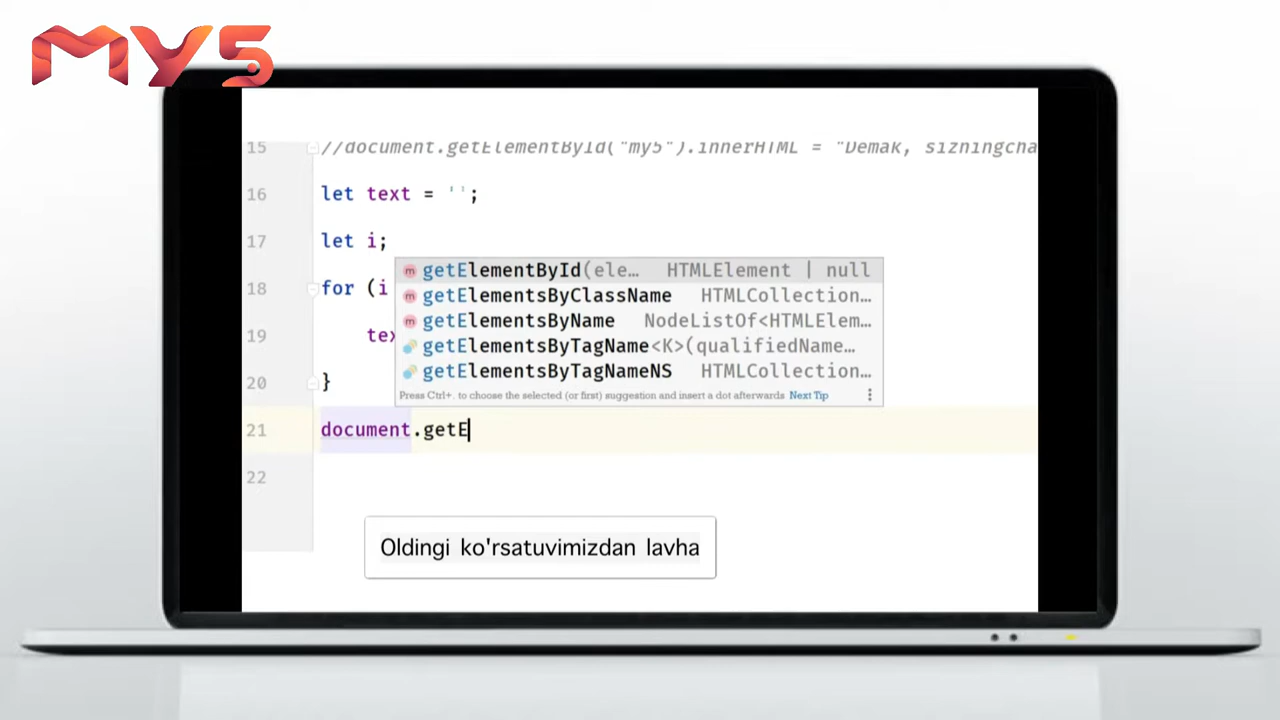 MY5
15 //document.getElementById("my5").innerHTML = "Demak, sizningcha
16 let text = '';
17 let i;
getElementById(ele… HTMLElement | null
18 for (i
getElementsByClassName HTMLCollection…
getElementsByName NodeListOf<HTMLElem…
19 tex
getElementsByTagName<K>(qualifiedName…
getElementsByTagNameNS HTMLCollection…
20 }
Press Ctrl+. to choose the selected (or first) suggestion and insert a dot afterwards Next Tip
21 document.getE
22
Oldingi ko'rsatuvimizdan lavha